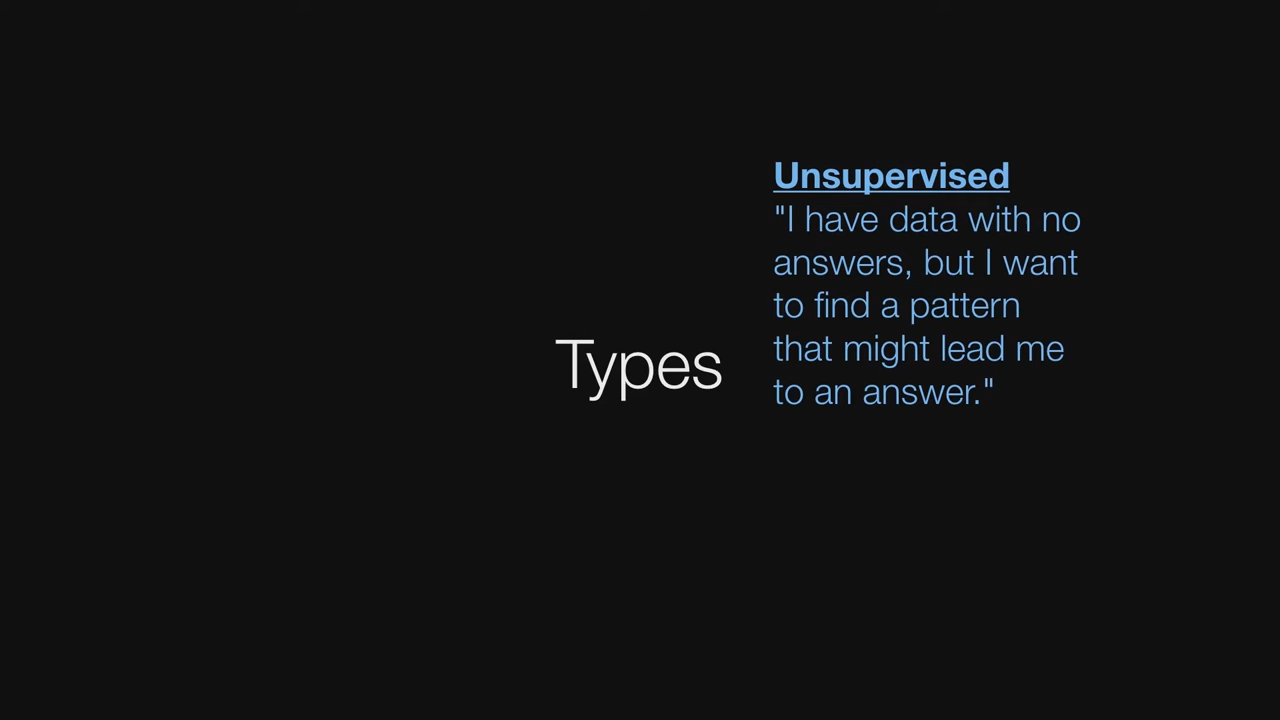 Unsupervised
"I have data with no
answers, but I want
to find a pattern
that might lead me
to an answer."
Types